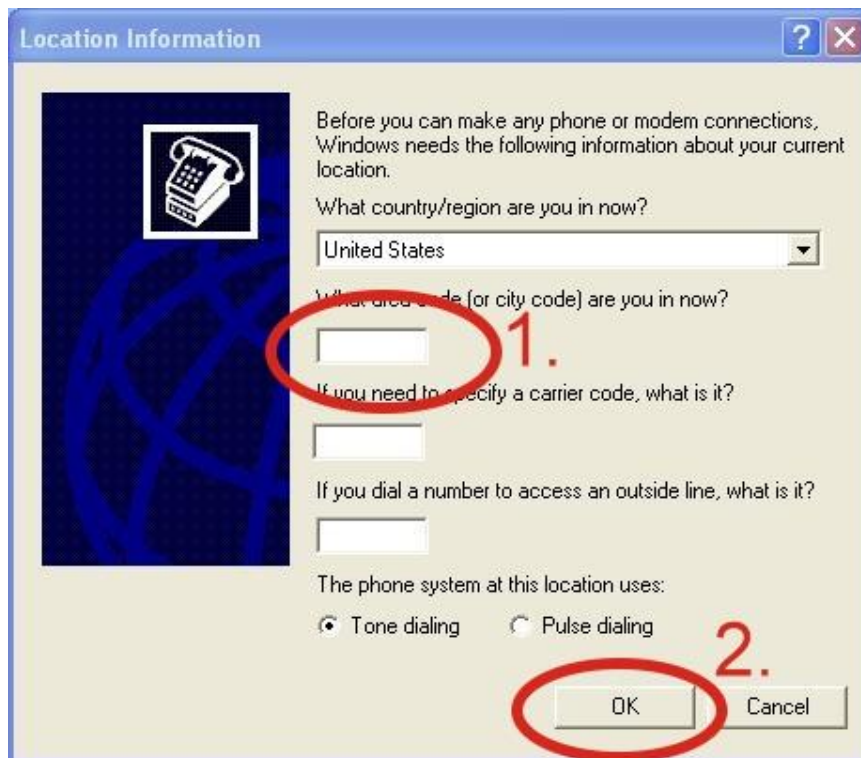 Location Information
Before you can make any phone or modem connections,
Windows needs the following information about your current
location.
What country/region are you in now?
United States
What area code (or city code) are you in now?
1.
If you need to specify a carrier code, what is it?
If you dial a number to access an outside line, what is it?
The phone system at this location uses:
Tone dialing Pulse dialing
2.
OK Cancel